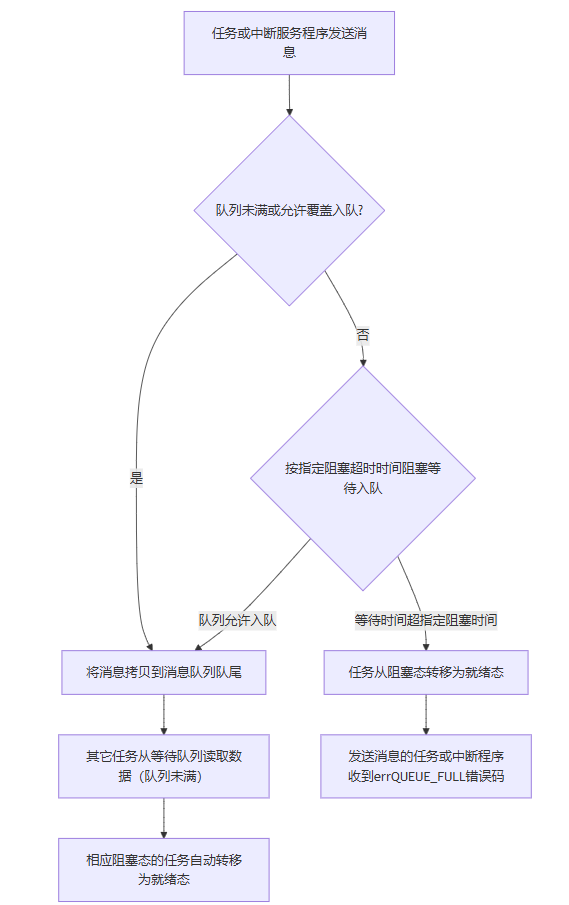 任务或中断服务程序发送消
息
队列未满或允许覆盖入队?
否
按指定阻塞超时时间阻塞等
待入队
是
队列允许入队
等待时间超指定阻塞时间
将消息拷贝到消息队列队尾
任务从阻塞态转移为就绪态
其它任务从等待队列读取数
据（队列未满）
发送消息的任务或中断程序
收到errQUEUE_FULL错误码
相应阻塞态的任务自动转移
为就绪态